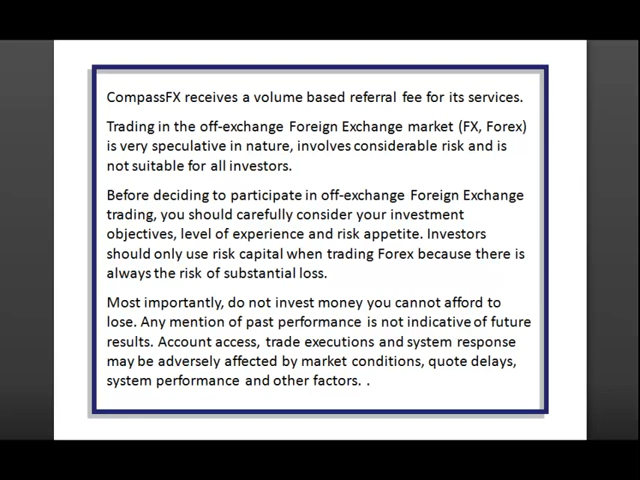 CompassFX receives a volume based referral fee for its services.
Trading in the off-exchange Foreign Exchange market (FX, Forex)
is very speculative in nature, involves considerable risk and is
not suitable for all investors.
Before deciding to participate in off-exchange Foreign Exchange
trading, you should carefully consider your investment
objectives, level of experience and risk appetite. Investors
should only use risk capital when trading Forex because there is
always the risk of substantial loss.
Most importantly, do not invest money you cannot afford to
lose. Any mention of past performance is not indicative of future
results. Account access, trade executions and system response
may be adversely affected by market conditions, quote delays,
system performance and other factors. .